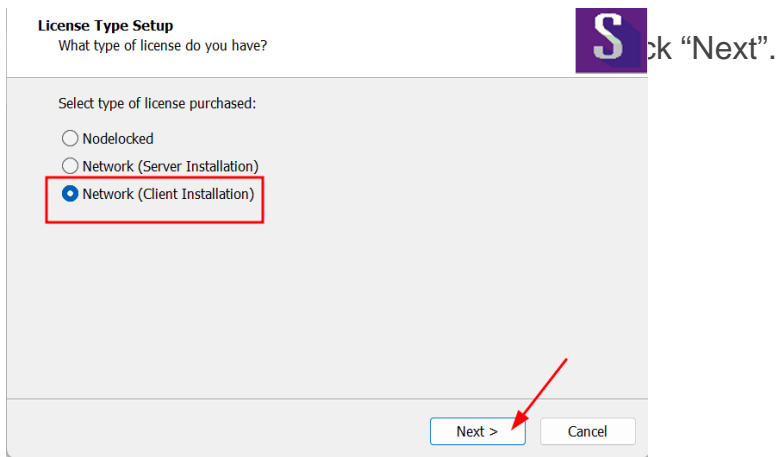 License Type Setup
What type of license do you have?
S
“Next”.
Select type of license purchased:
Nodelocked
Network (Server Installation)
Network (Client Installation)
Next >
Cancel